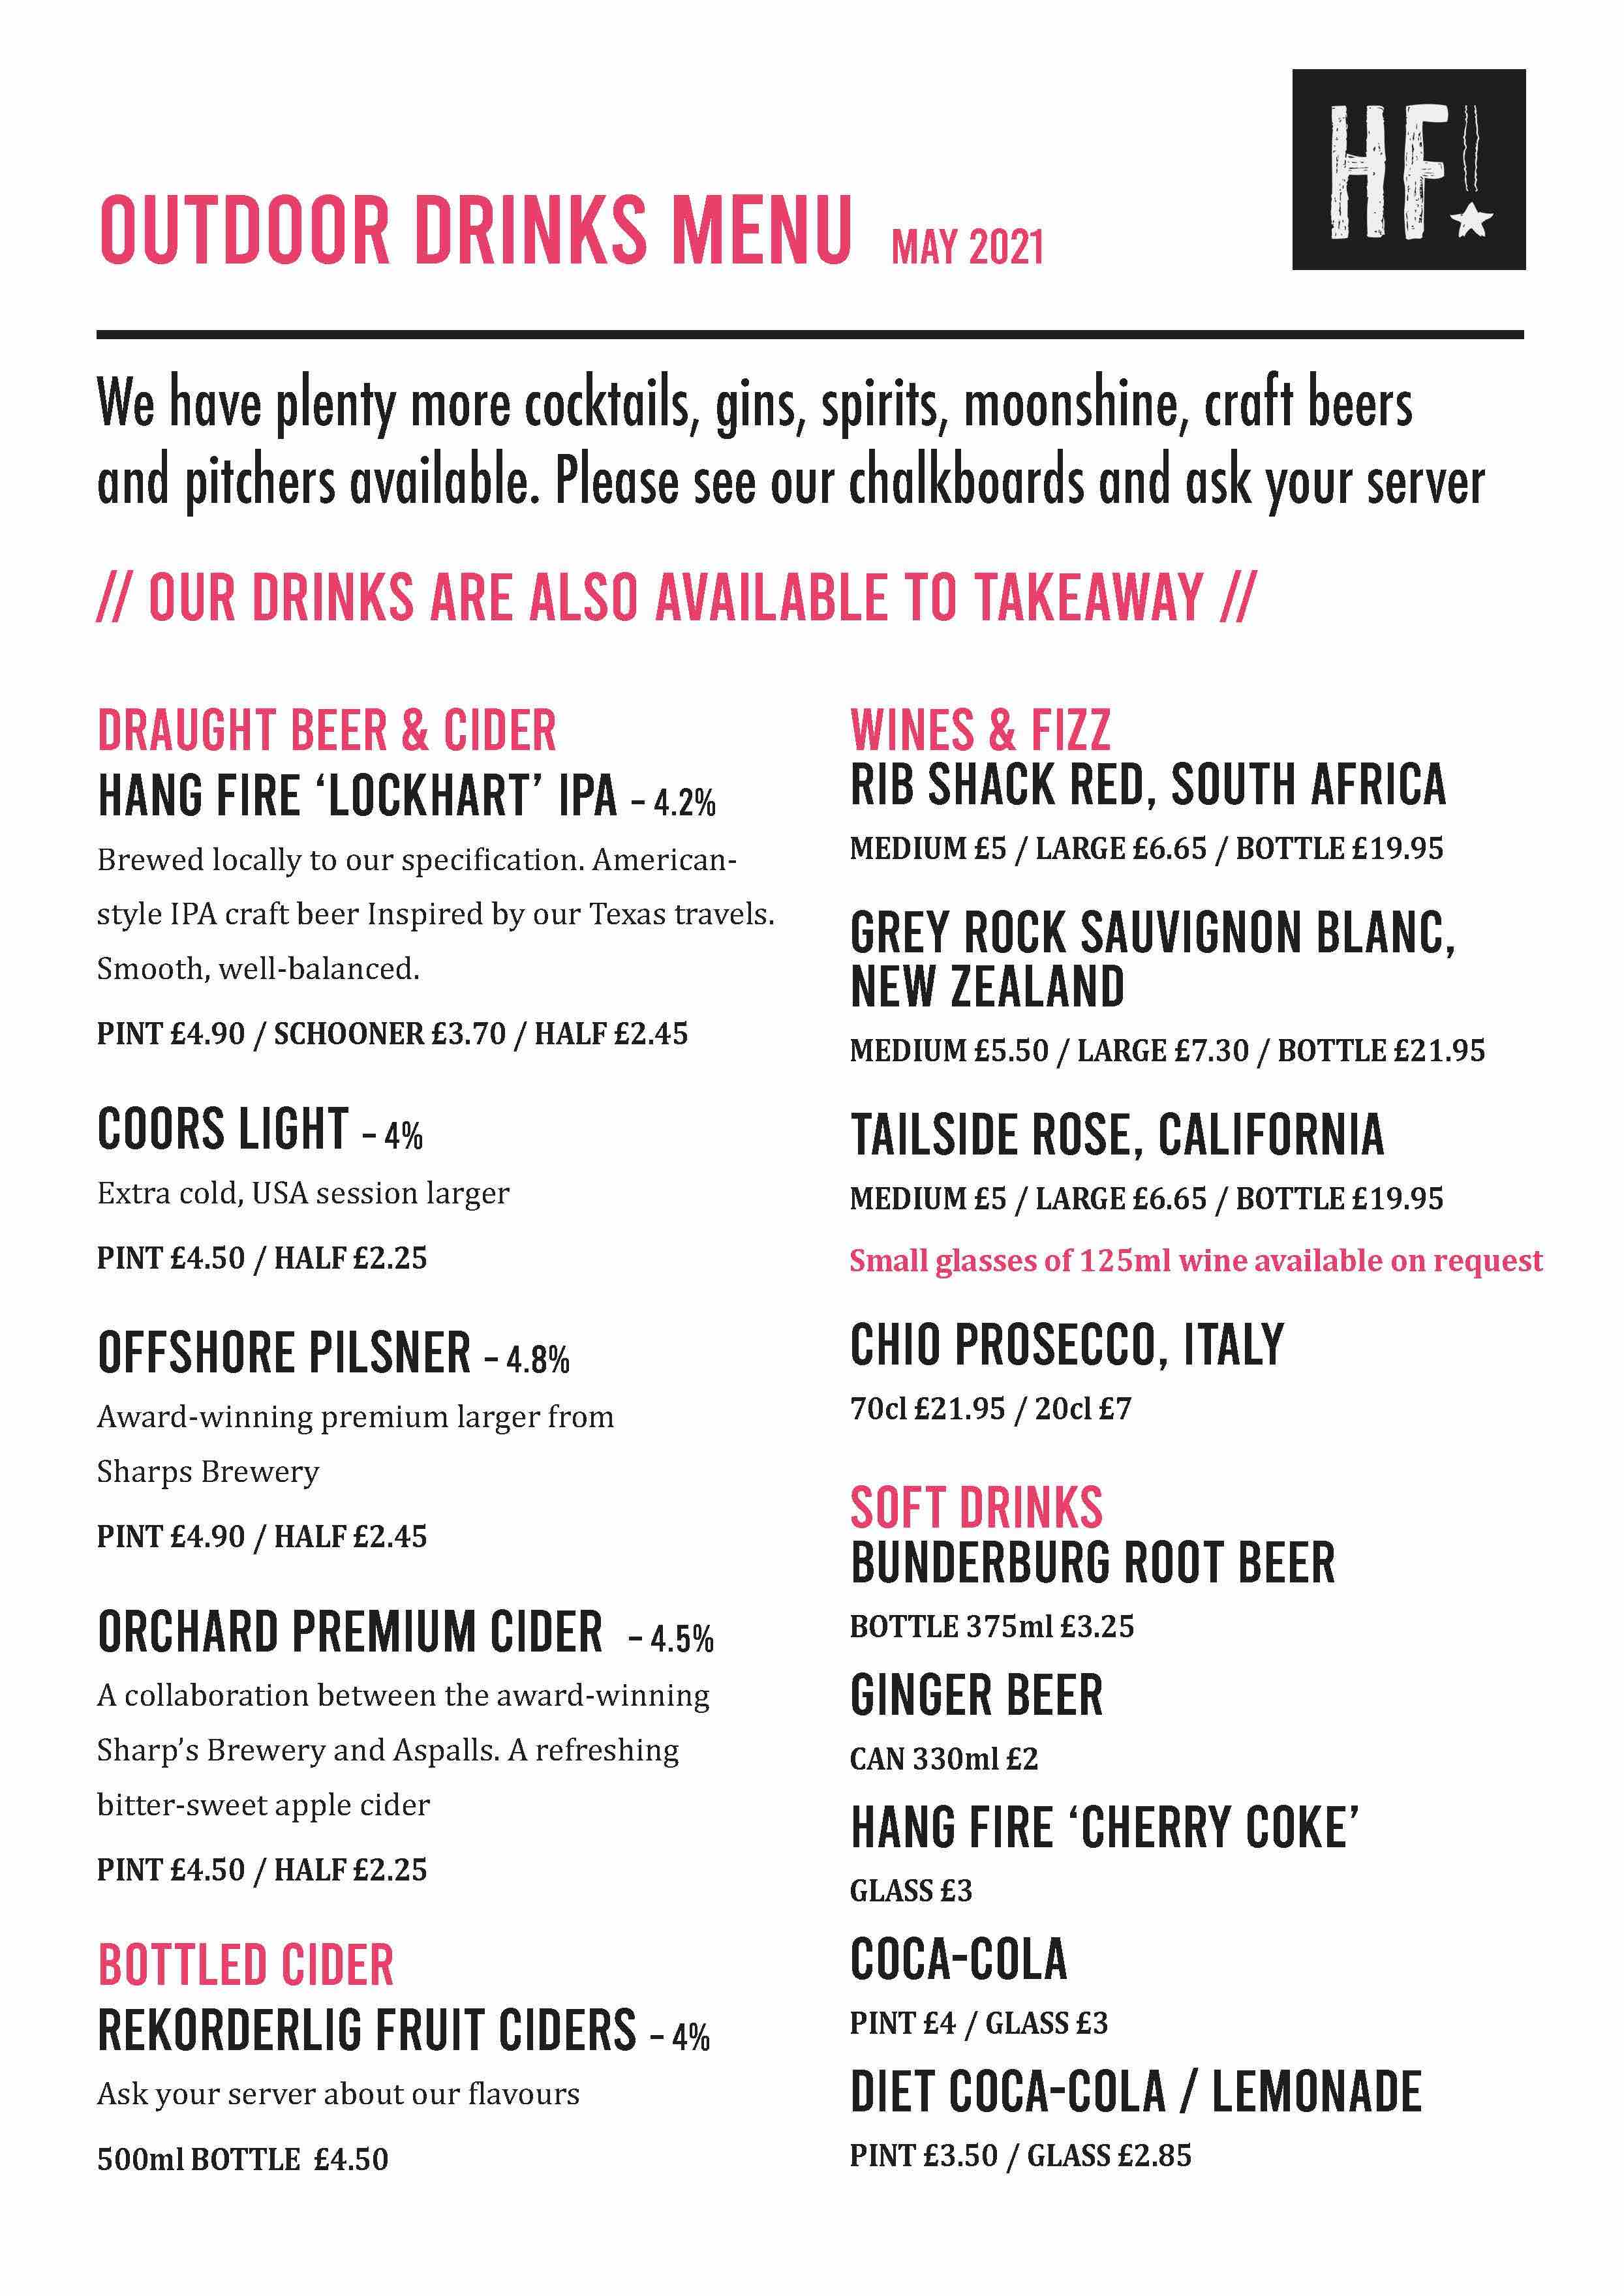 HF!
OUTDOOR DRINKS MENU MAY 2021
We have plenty more cocktails, gins, spirits, moonshine, craft beers
and pitchers available. Please see our chalkboards and ask your server
// OUR DRINKS ARE ALSO AVAILABLE TO TAKEAWAY //
DRAUGHT BEER & CIDER
HANG FIRE ‘LOCKHART’ IPA – 4.2%
Brewed locally to our specification. American-
style IPA craft beer Inspired by our Texas travels.
Smooth, well-balanced.
PINT £4.90 / SCHOONER £3.70 / HALF £2.45
COORS LIGHT – 4%
Extra cold, USA session larger
PINT £4.50 / HALF £2.25
OFFSHORE PILSNER – 4.8%
Award-winning premium larger from
Sharps Brewery
PINT £4.90 / HALF £2.45
ORCHARD PREMIUM CIDER – 4.5%
A collaboration between the award-winning
Sharp’s Brewery and Aspalls. A refreshing
bitter-sweet apple cider
PINT £4.50 / HALF £2.25
BOTTLED CIDER
REKORDERLIG FRUIT CIDERS – 4%
Ask your server about our flavours
500ml BOTTLE £4.50
WINES & FIZZ
RIB SHACK RED, SOUTH AFRICA
MEDIUM £5 / LARGE £6.65 / BOTTLE £19.95
GREY ROCK SAUVIGNON BLANC,
NEW ZEALAND
MEDIUM £5.50 / LARGE £7.30 / BOTTLE £21.95
TAILSIDE ROSE, CALIFORNIA
MEDIUM £5 / LARGE £6.65 / BOTTLE £19.95
Small glasses of 125ml wine available on request
CHIO PROSECCO, ITALY
70cl £21.95 / 20cl £7
SOFT DRINKS
BUNDERBURG ROOT BEER
BOTTLE 375ml £3.25
GINGER BEER
CAN 330ml £2
HANG FIRE ‘CHERRY COKE’
GLASS £3
COCA-COLA
PINT £4 / GLASS £3
DIET COCA-COLA / LEMONADE
PINT £3.50 / GLASS £2.85